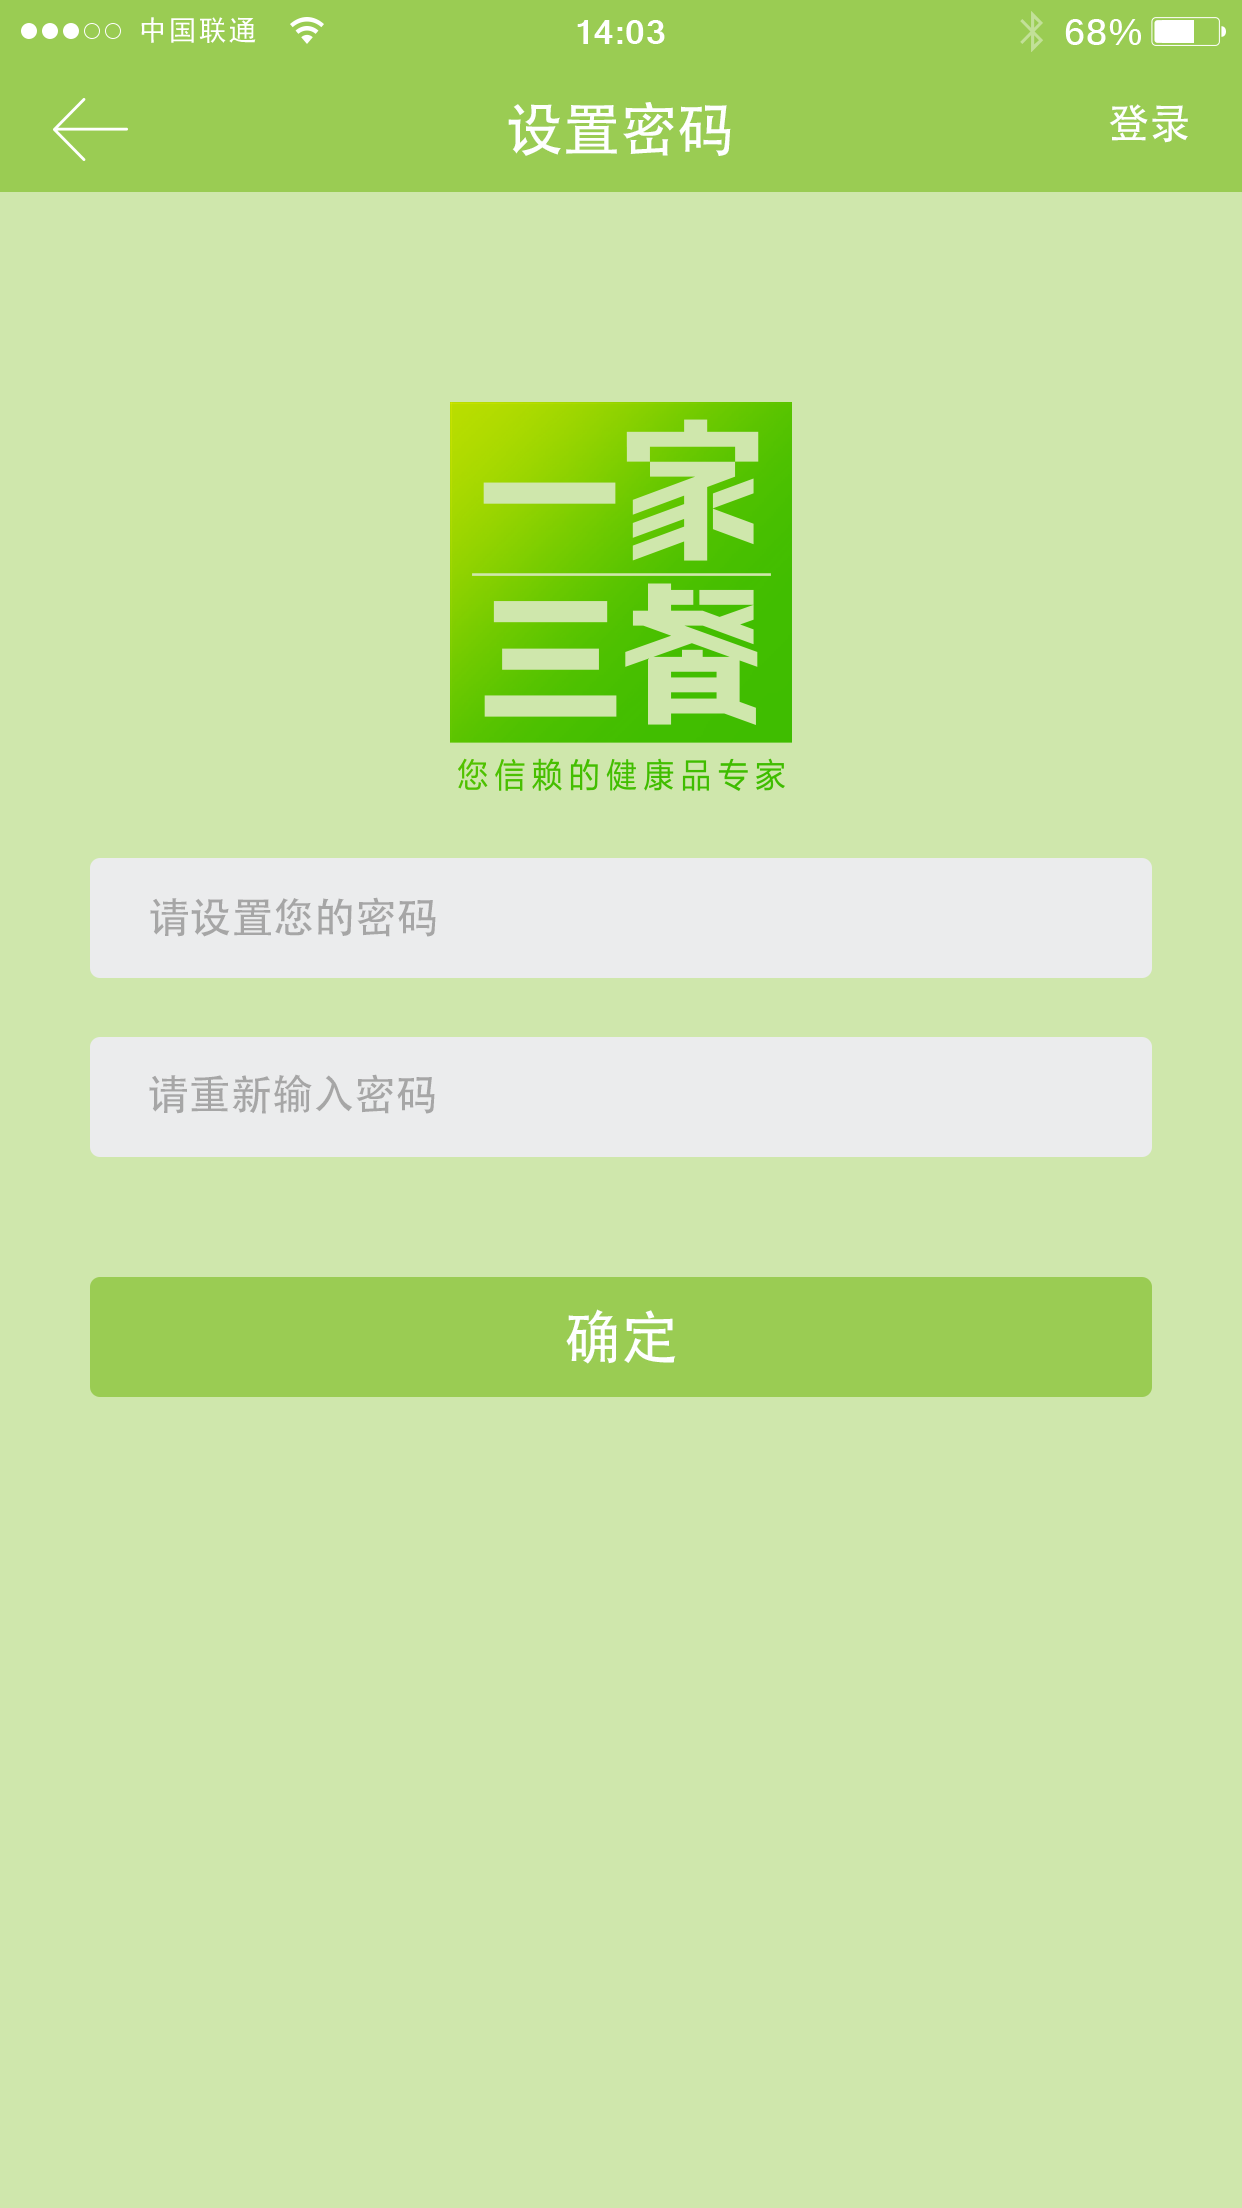 中国联通 14:03 68%
设置密码 登录
一家
三餐
您信赖的健康品专家
请设置您的密码
请重新输入密码
确定